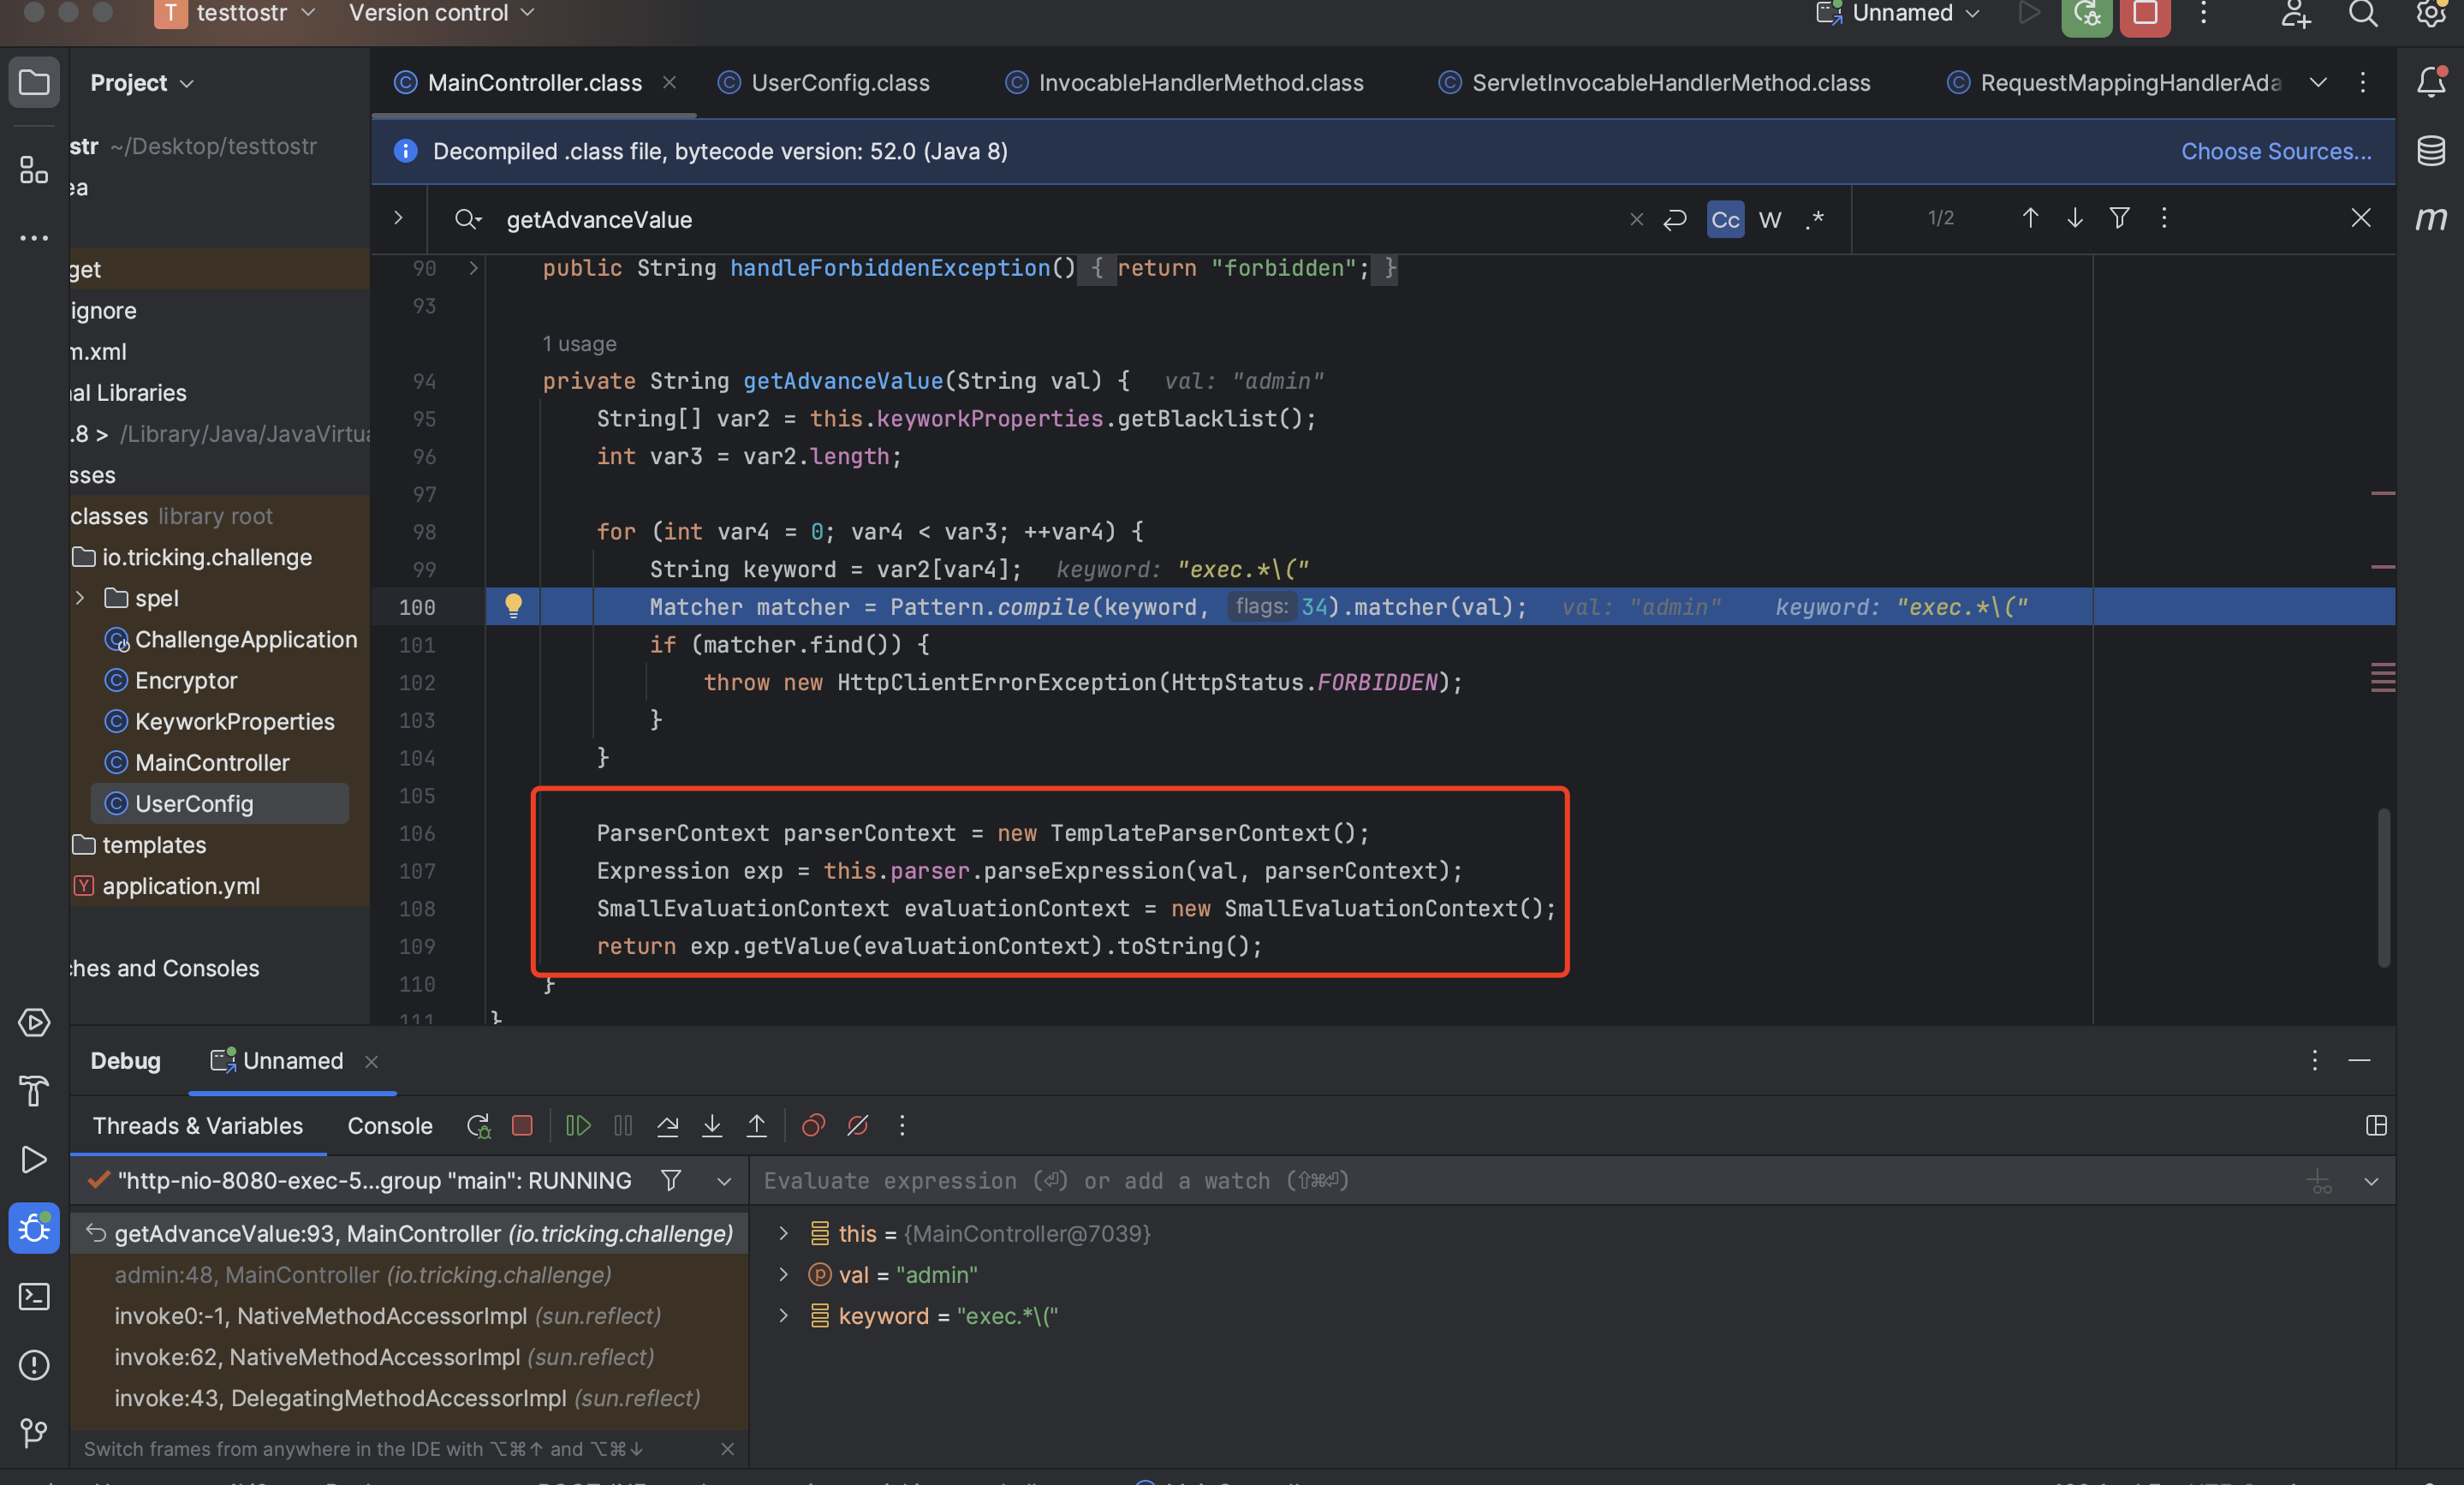 T testtostr Version control Unnamed
Project
MainController.class UserConfig.class InvocableHandlerMethod.class ServletInvocableHandlerMethod.class RequestMappingHandlerAda
str ~/Desktop/testtostr
ea
get
ignore
m.xml
nal Libraries
.8 > /Library/Java/JavaVirtua
sses
classes library root
io.tricking.challenge
spel
ChallengeApplication
Encryptor
KeyworkProperties
MainController
UserConfig
templates
application.yml
ches and Consoles
Decompiled .class file, bytecode version: 52.0 (Java 8) Choose Sources...
getAdvanceValue Cc W .* 1/2
90 public String handleForbiddenException() { return "forbidden"; }
93
1 usage
94 private String getAdvanceValue(String val) { val: "admin"
95 String[] var2 = this.keyworkProperties.getBlacklist();
96 int var3 = var2.length;
97
98 for (int var4 = 0; var4 < var3; ++var4) {
99 String keyword = var2[var4]; keyword: "exec.*\("
100 Matcher matcher = Pattern.compile(keyword, flags: 34).matcher(val); val: "admin" keyword: "exec.*\("
101 if (matcher.find()) {
102 throw new HttpClientErrorException(HttpStatus.FORBIDDEN);
103 }
104 }
105
106 ParserContext parserContext = new TemplateParserContext();
107 Expression exp = this.parser.parseExpression(val, parserContext);
108 SmallEvaluationContext evaluationContext = new SmallEvaluationContext();
109 return exp.getValue(evaluationContext).toString();
110 }
111 }
m
Debug Unnamed
Threads & Variables Console
"http-nio-8080-exec-5...group "main": RUNNING
getAdvanceValue:93, MainController (io.tricking.challenge)
admin:48, MainController (io.tricking.challenge)
invoke0:-1, NativeMethodAccessorImpl (sun.reflect)
invoke:62, NativeMethodAccessorImpl (sun.reflect)
invoke:43, DelegatingMethodAccessorImpl (sun.reflect)
Switch frames from anywhere in the IDE with ⌥⌘↑ and ⌥⌘↓
Evaluate expression (⏎) or add a watch (⇧⌘⏎)
this = {MainController@7039}
val = "admin"
keyword = "exec.*\("